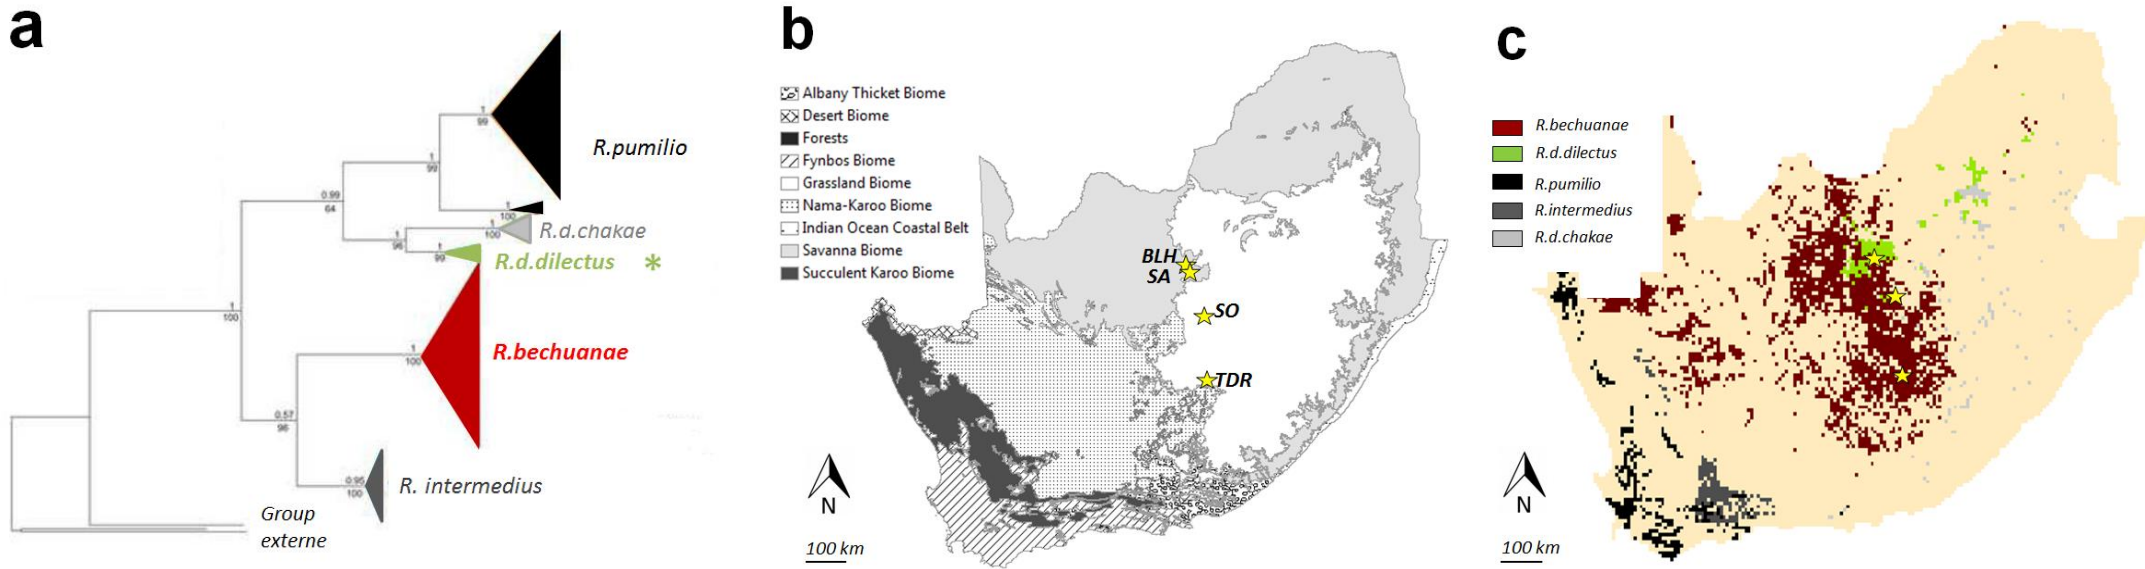 a
1
99
R.pumilio
1
99
0.99
64
100
R.d.chakae
100
1
96
R.d.dilectus *
1
99
1
100
1
100
R.bechuanae
0.57
96
0.95
100
R. intermedius
Group
externe
b
Albany Thicket Biome
Desert Biome
Forests
Fynbos Biome
Grassland Biome
Nama-Karoo Biome
Indian Ocean Coastal Belt
Savanna Biome
Succulent Karoo Biome
BLH
SA
SO
TDR
N
100 km
c
R.bechuanae
R.d.dilectus
R.pumilio
R.intermedius
R.d.chakae
N
100 km